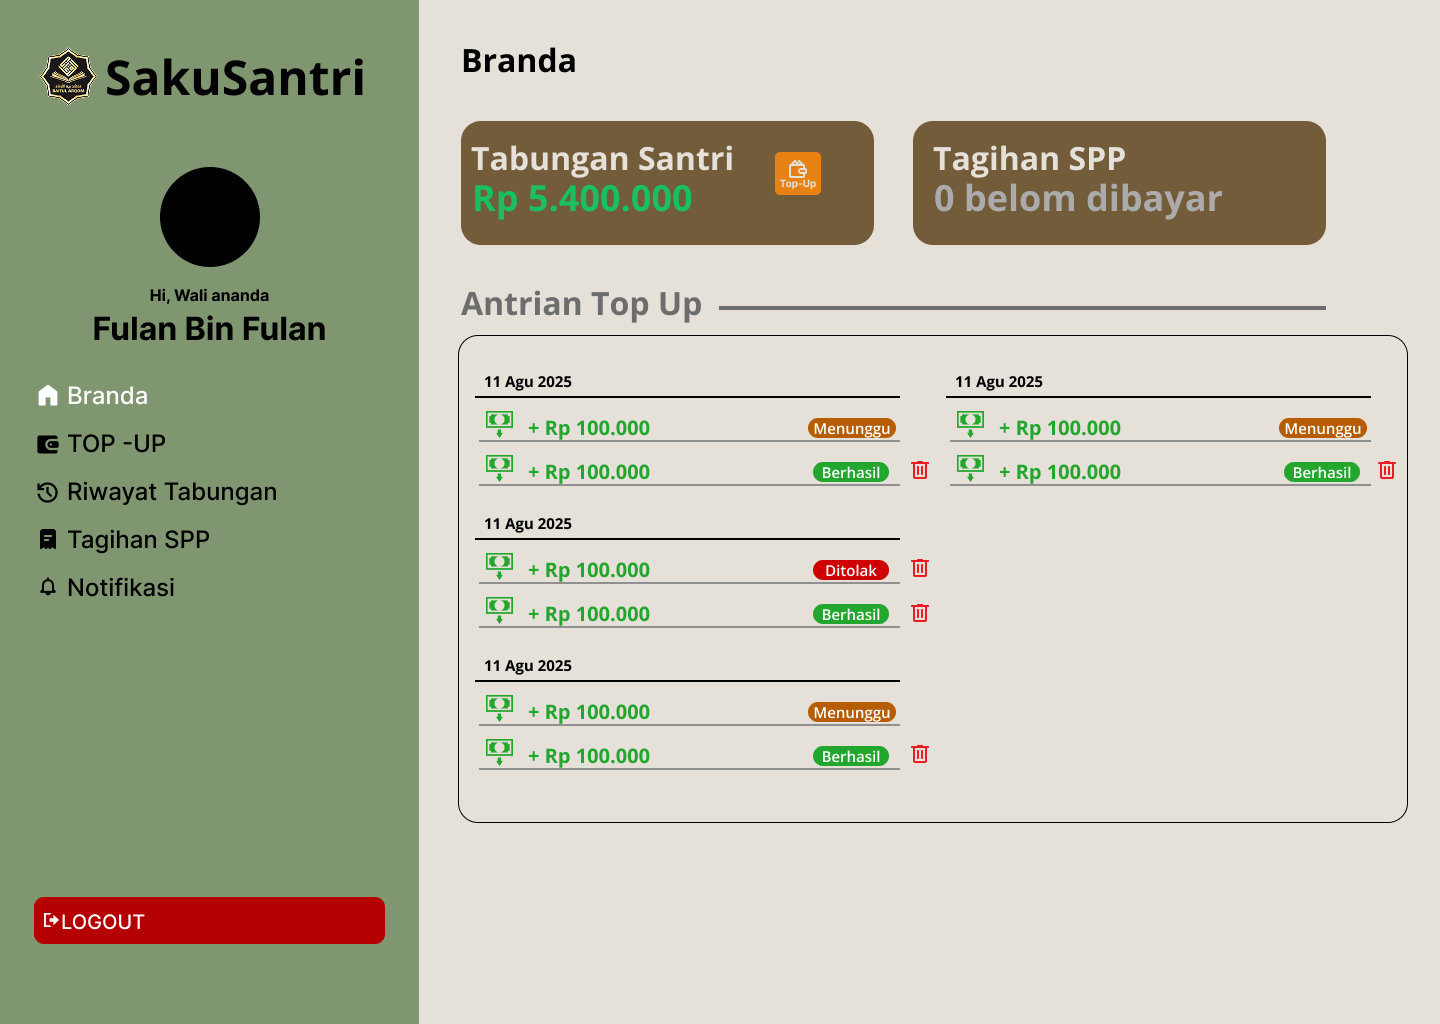 SakuSantri
Hi, Wali ananda
Fulan Bin Fulan
Branda
TOP -UP
Riwayat Tabungan
Tagihan SPP
Notifikasi
LOGOUT
Branda
Tabungan Santri
Rp 5.400.000
Top-Up
Tagihan SPP
0 belom dibayar
Antrian Top Up
11 Agu 2025
+ Rp 100.000 Menunggu
+ Rp 100.000 Berhasil
11 Agu 2025
+ Rp 100.000 Ditolak
+ Rp 100.000 Berhasil
11 Agu 2025
+ Rp 100.000 Menunggu
+ Rp 100.000 Berhasil
11 Agu 2025
+ Rp 100.000 Menunggu
+ Rp 100.000 Berhasil